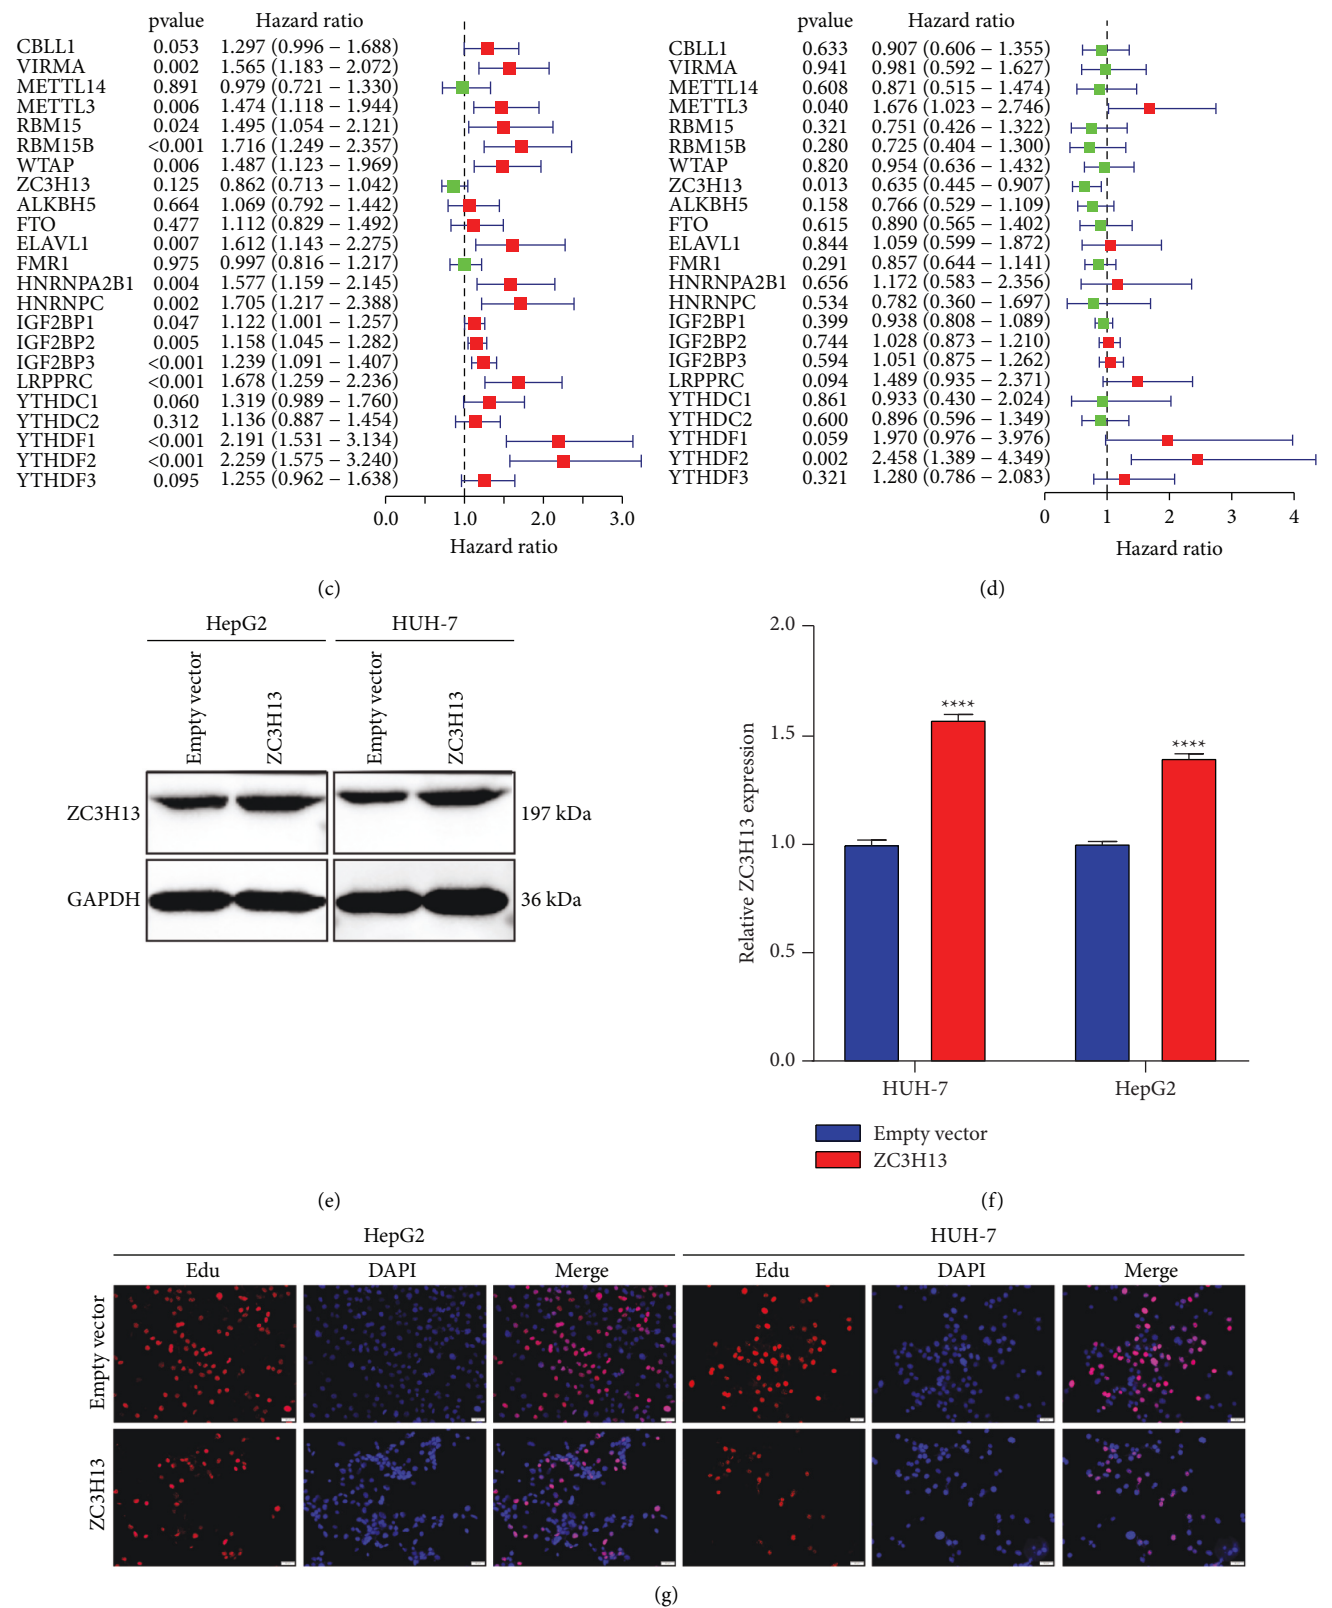 pvalue Hazard ratio
CBLL1 0.053 1.297 (0.996 – 1.688)
VIRMA 0.002 1.565 (1.183 – 2.072)
METTL14 0.891 0.979 (0.721 – 1.330)
METTL3 0.006 1.474 (1.118 – 1.944)
RBM15 0.024 1.495 (1.054 – 2.121)
RBM15B <0.001 1.716 (1.249 – 2.357)
WTAP 0.006 1.487 (1.123 – 1.969)
ZC3H13 0.125 0.862 (0.713 – 1.042)
ALKBH5 0.664 1.069 (0.792 – 1.442)
FTO 0.477 1.112 (0.829 – 1.492)
ELAVL1 0.007 1.612 (1.143 – 2.275)
FMR1 0.975 0.997 (0.816 – 1.217)
HNRNPA2B1 0.004 1.577 (1.159 – 2.145)
HNRNPC 0.002 1.705 (1.217 – 2.388)
IGF2BP1 0.047 1.122 (1.001 – 1.257)
IGF2BP2 0.005 1.158 (1.045 – 1.282)
IGF2BP3 <0.001 1.239 (1.091 – 1.407)
LRPPRC <0.001 1.678 (1.259 – 2.236)
YTHDC1 0.060 1.319 (0.989 – 1.760)
YTHDC2 0.312 1.136 (0.887 – 1.454)
YTHDF1 <0.001 2.191 (1.531 – 3.134)
YTHDF2 <0.001 2.259 (1.575 – 3.240)
YTHDF3 0.095 1.255 (0.962 – 1.638)
0.0 1.0 2.0 3.0
Hazard ratio
(c)
pvalue Hazard ratio
CBLL1 0.633 0.907 (0.606 – 1.355)
VIRMA 0.941 0.981 (0.592 – 1.627)
METTL14 0.608 0.871 (0.515 – 1.474)
METTL3 0.040 1.676 (1.023 – 2.746)
RBM15 0.321 0.751 (0.426 – 1.322)
RBM15B 0.280 0.725 (0.404 – 1.300)
WTAP 0.820 0.954 (0.636 – 1.432)
ZC3H13 0.013 0.635 (0.445 – 0.907)
ALKBH5 0.158 0.766 (0.529 – 1.109)
FTO 0.615 0.890 (0.565 – 1.402)
ELAVL1 0.844 1.059 (0.599 – 1.872)
FMR1 0.291 0.857 (0.644 – 1.141)
HNRNPA2B1 0.656 1.172 (0.583 – 2.356)
HNRNPC 0.534 0.782 (0.360 – 1.697)
IGF2BP1 0.399 0.938 (0.808 – 1.089)
IGF2BP2 0.744 1.028 (0.873 – 1.210)
IGF2BP3 0.594 1.051 (0.875 – 1.262)
LRPPRC 0.094 1.489 (0.935 – 2.371)
YTHDC1 0.861 0.933 (0.430 – 2.024)
YTHDC2 0.600 0.896 (0.596 – 1.349)
YTHDF1 0.059 1.970 (0.976 – 3.976)
YTHDF2 0.002 2.458 (1.389 – 4.349)
YTHDF3 0.321 1.280 (0.786 – 2.083)
0 1 2 3 4
Hazard ratio
(d)
HepG2 HUH-7
Empty vector ZC3H13 Empty vector ZC3H13
ZC3H13 197 kDa
GAPDH 36 kDa
(e)
Relative ZC3H13 expression
2.0
1.5
1.0
0.5
0.0
**** ****
HUH-7 HepG2
Empty vector
ZC3H13
(f)
HepG2 HUH-7
Edu DAPI Merge Edu DAPI Merge
Empty vector
ZC3H13
(g)